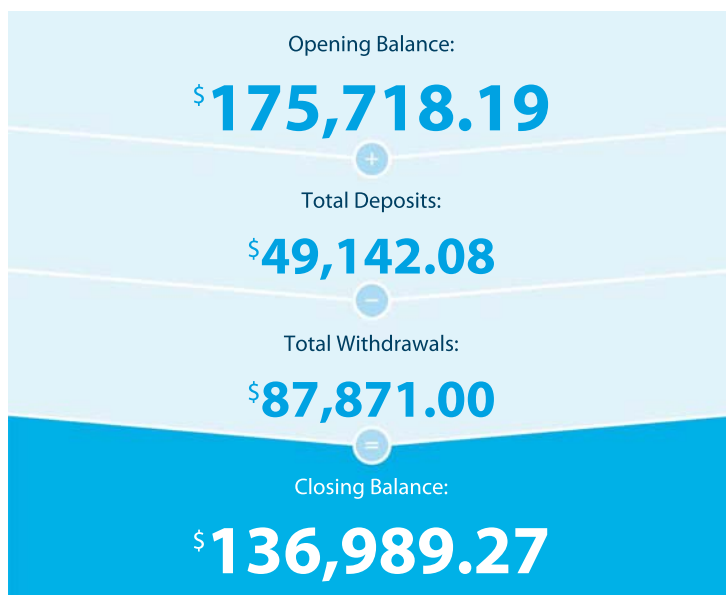 Opening Balance:
$175,718.19
+
Total Deposits:
$49,142.08
−
Total Withdrawals:
$87,871.00
=
Closing Balance:
$136,989.27